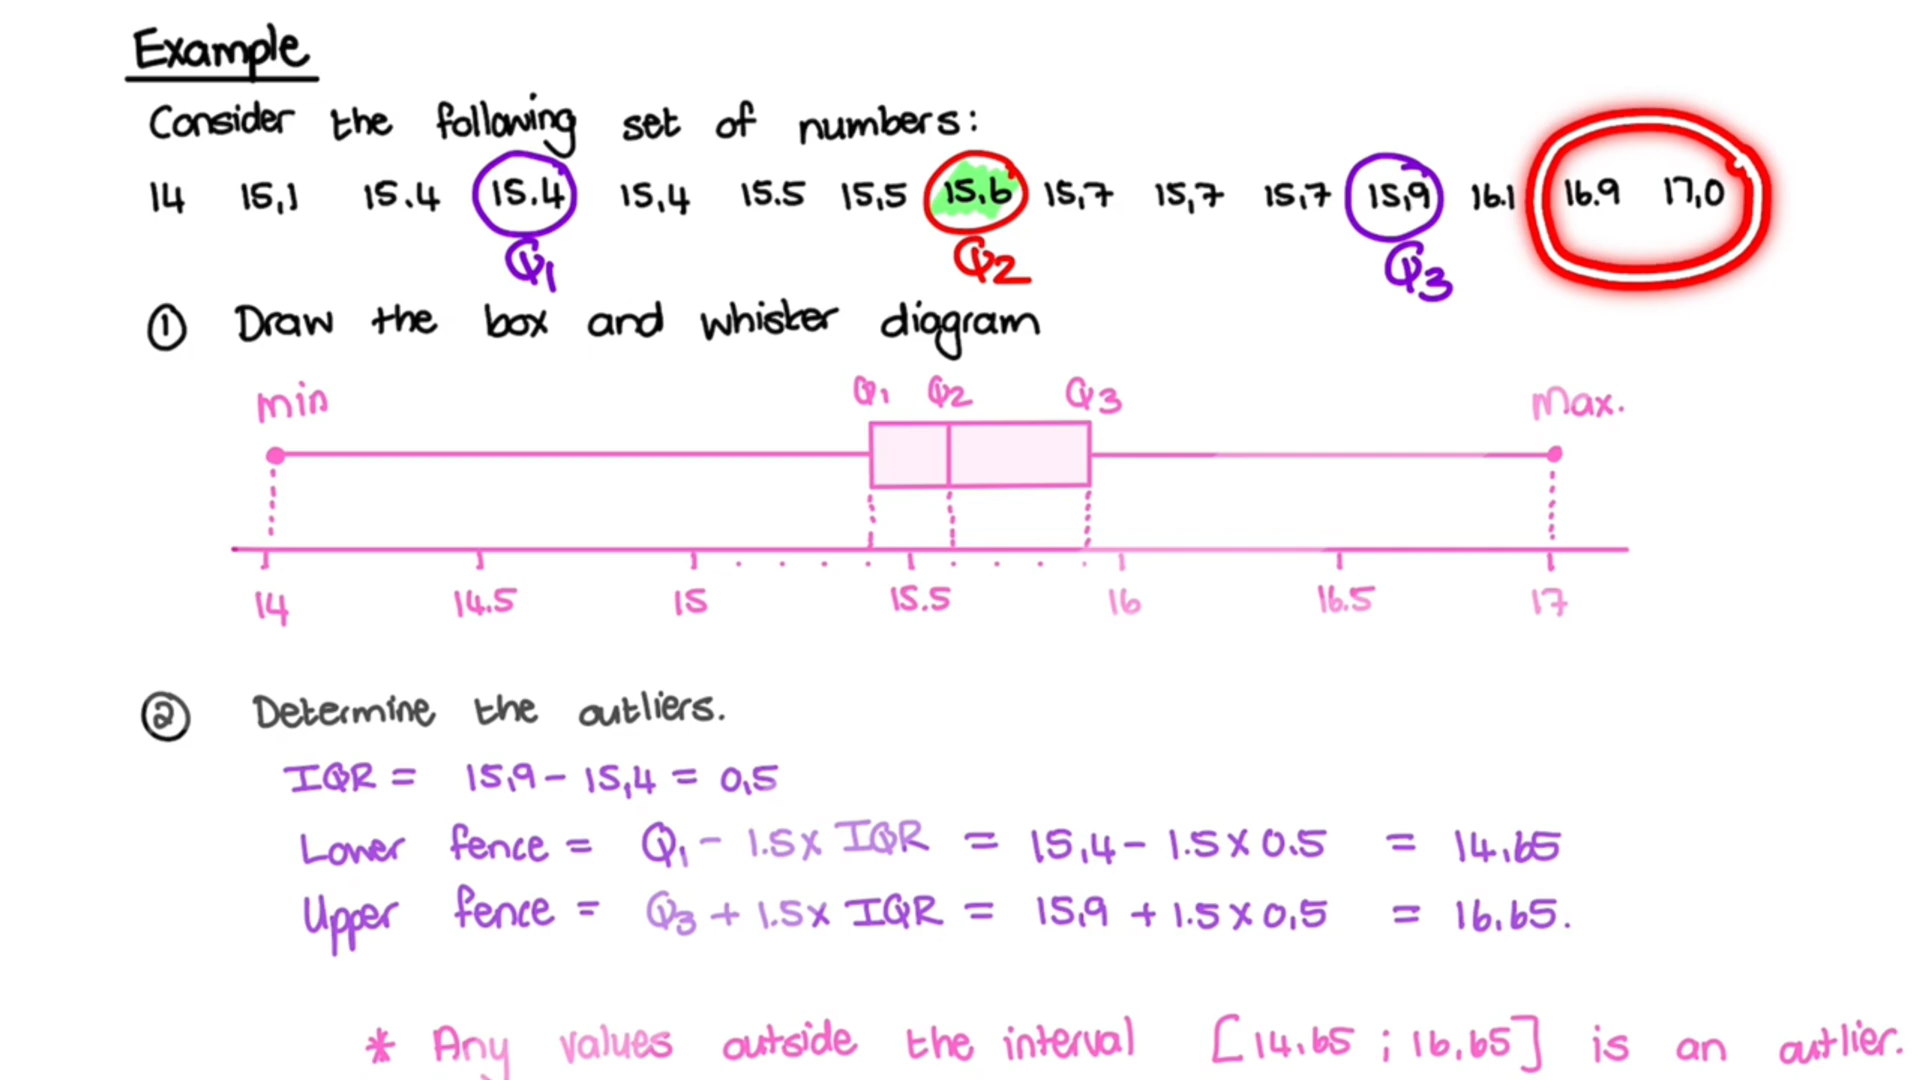 Example
Consider the following set of numbers:
14 15,1 15.4 15.4 15,4 15.5 15,5 15.6 15,7 15,7 15,7 15,9 16.1 16.9 17,0
Q1 Q2 Q3
① Draw the box and whisker diagram
min Q1 Q2 Q3 Max.
14 14.5 15 15.5 16 16.5 17
② Determine the outliers.
IQR = 15,9 - 15,4 = 0,5
Lower fence = Q1 - 1.5 x IQR = 15,4 - 1.5 x 0.5 = 14.65
Upper fence = Q3 + 1.5 x IQR = 15,9 + 1.5 x 0,5 = 16.65.
* Any values outside the interval [14.65 ; 16.65] is an outlier.